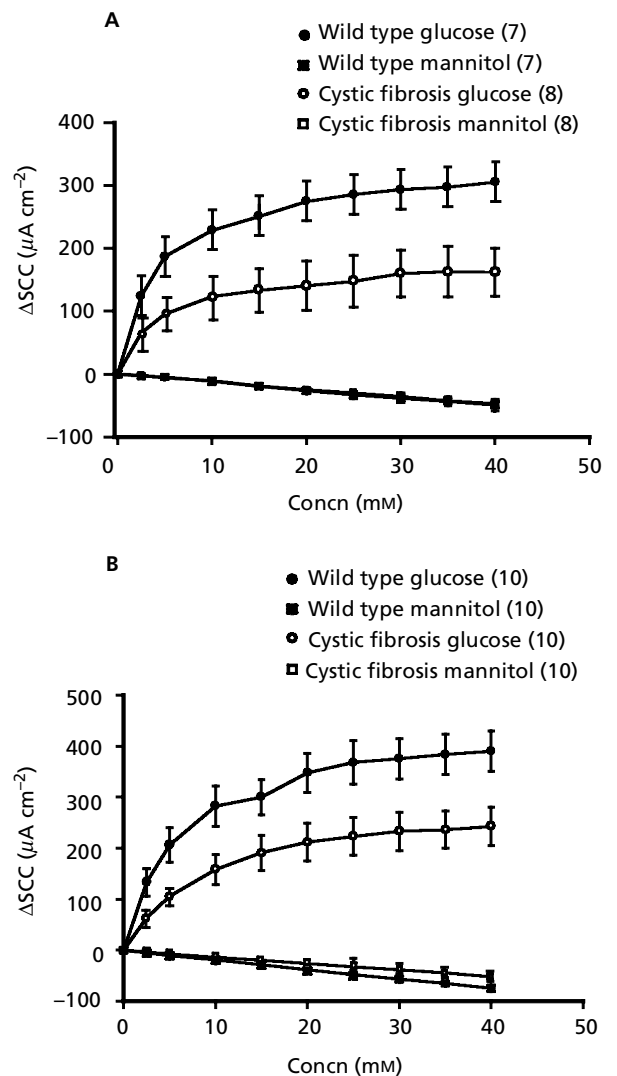 A
Wild type glucose (7)
Wild type mannitol (7)
Cystic fibrosis glucose (8)
Cystic fibrosis mannitol (8)
400
300
200
100
0
−100
ΔSCC (μA cm⁻²)
0 10 20 30 40 50
Concn (mM)
B
Wild type glucose (10)
Wild type mannitol (10)
Cystic fibrosis glucose (10)
Cystic fibrosis mannitol (10)
500
400
300
200
100
0
−100
ΔSCC (μA cm⁻²)
0 10 20 30 40 50
Concn (mM)